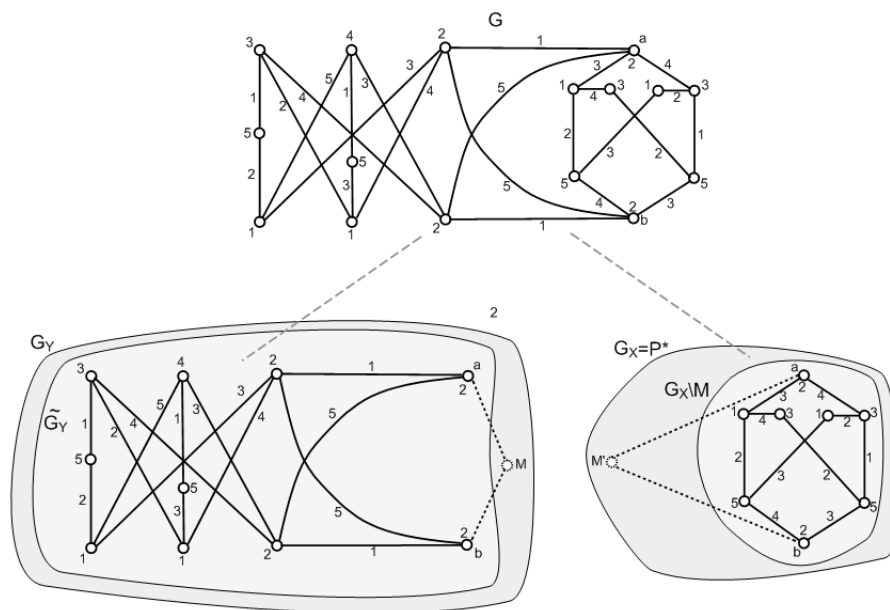 G
3 4 2 1 a
3 5 3 3 2 4
5
1 3 1 3
1 2 4 1 4 4 2
5 2 1
5 3 2
2 3 5 5 5
4 2 3
1 1 2 1 b
2
G_Y
G_X=P*
3 4 2 1 a
2
G_X\M
a
G̃_Y
5 3 3 4
1 2 4 1 3 4 5
3 2 4
1 4 3 1 2 3
5
M
M'
2 5 3
5
3 2 1
3 2
5 5
4 2 3
1 1 2 1 b
b